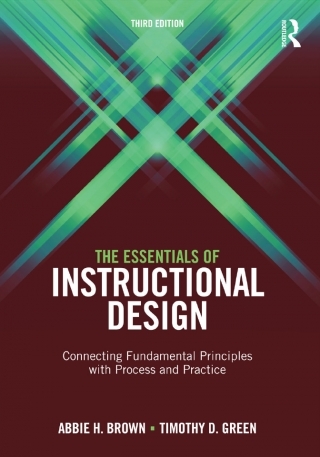 THIRD EDITION
ROUTLEDGE
THE ESSENTIALS OF
INSTRUCTIONAL
DESIGN
Connecting Fundamental Principles
with Process and Practice
ABBIE H. BROWN ▪ TIMOTHY D. GREEN